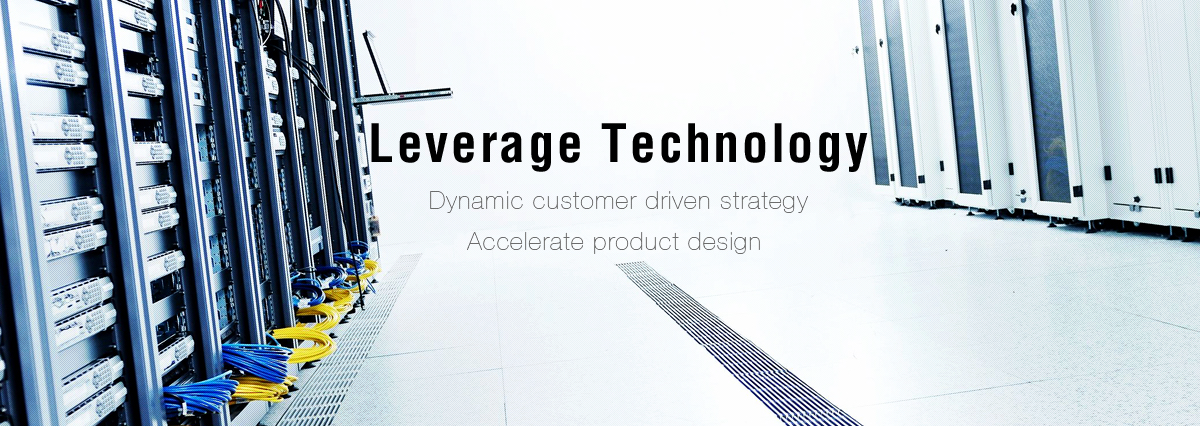 Leverage Technology
Dynamic customer driven strategy
Accelerate product design